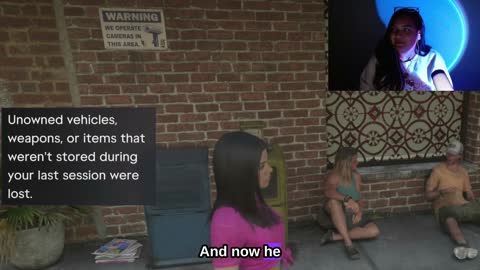 WARNING
WE OPERATE
CAMERAS IN
THIS AREA.
Unowned vehicles,
weapons, or items that
weren't stored during
your last session were
lost.
And now he